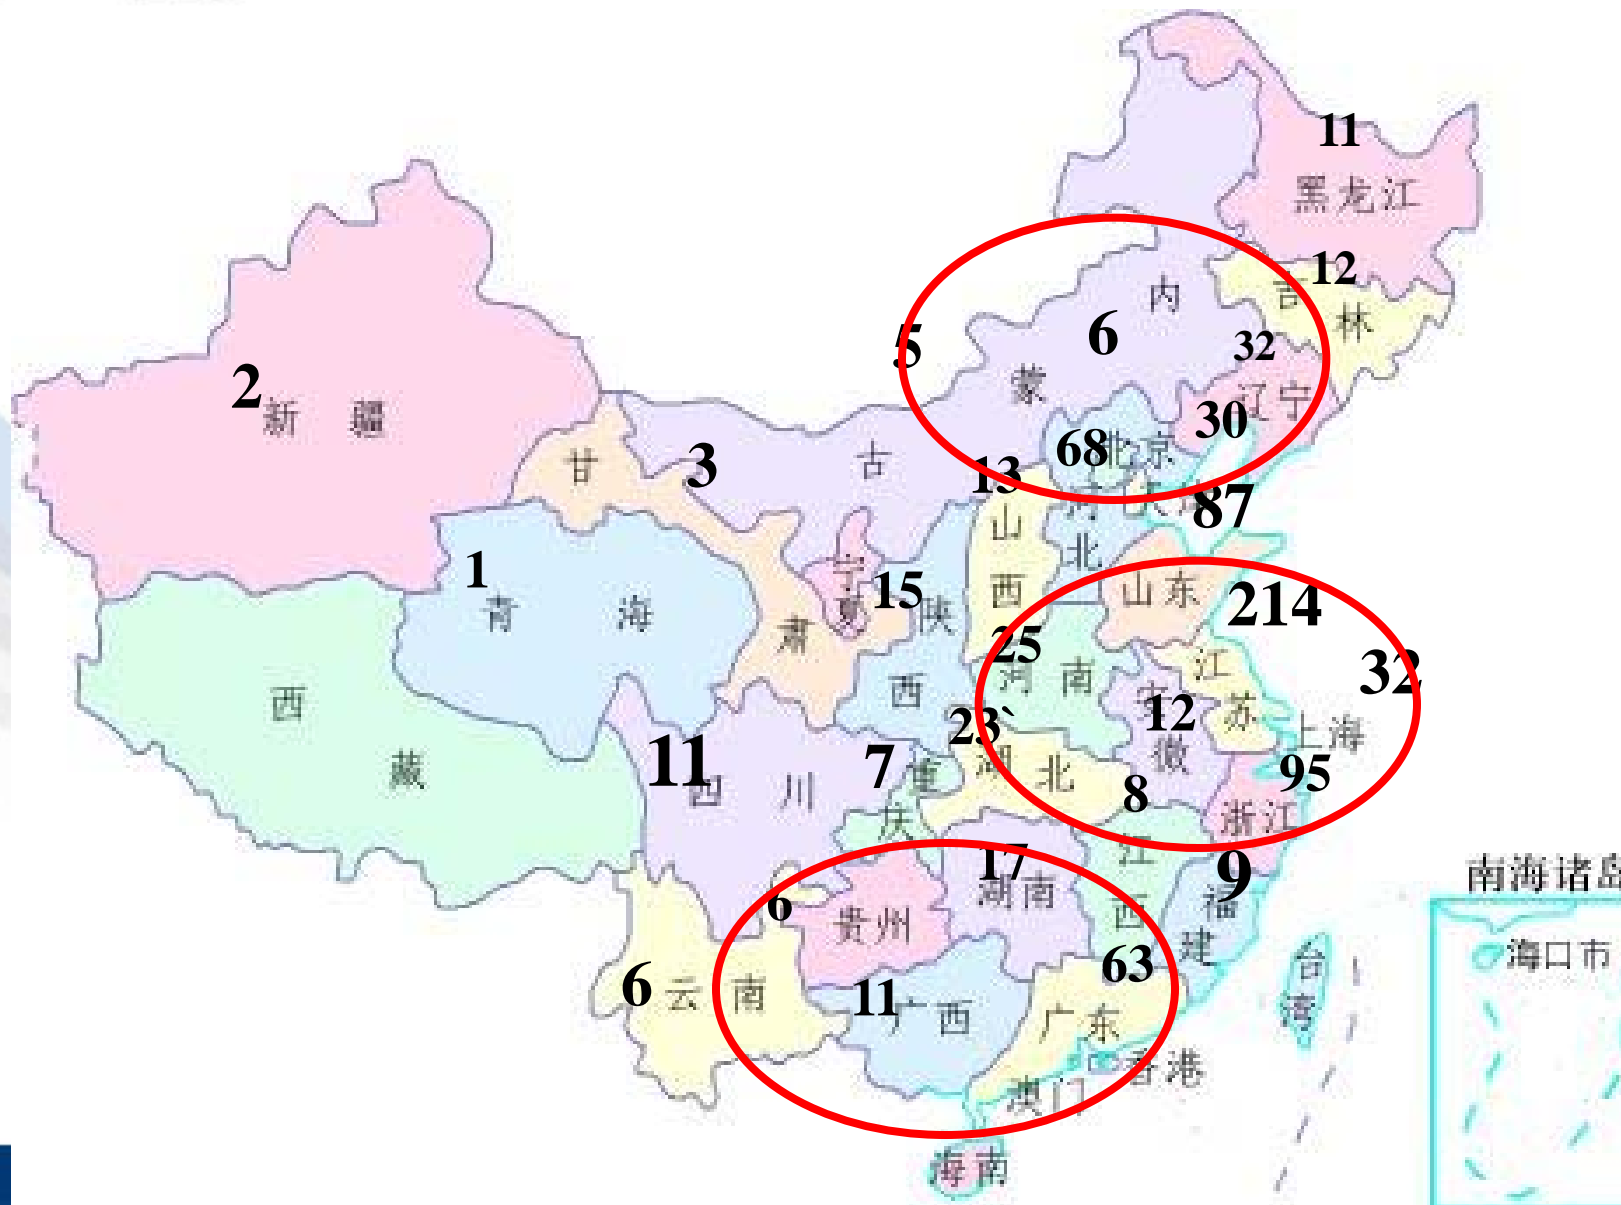 11
黑龙江
12
吉
林
内
5
6
32
蒙
辽宁
2
新 疆
30
68
北京
甘
3
古
13
87
山
河
北
天津
1
宁
夏
15
陕
青 海
西
山东
214
肃
25
河 南
江
32
西
西
安
12
苏
23`
上海
徽
11
四 川
7
重
湖
北
藏
95
8
庆
浙江
江
17
9
南海诸岛
湖南
6
贵州
西
福
建
63
海口市
台
湾
6
云 南
11
广西
广东
香港
澳门
海南